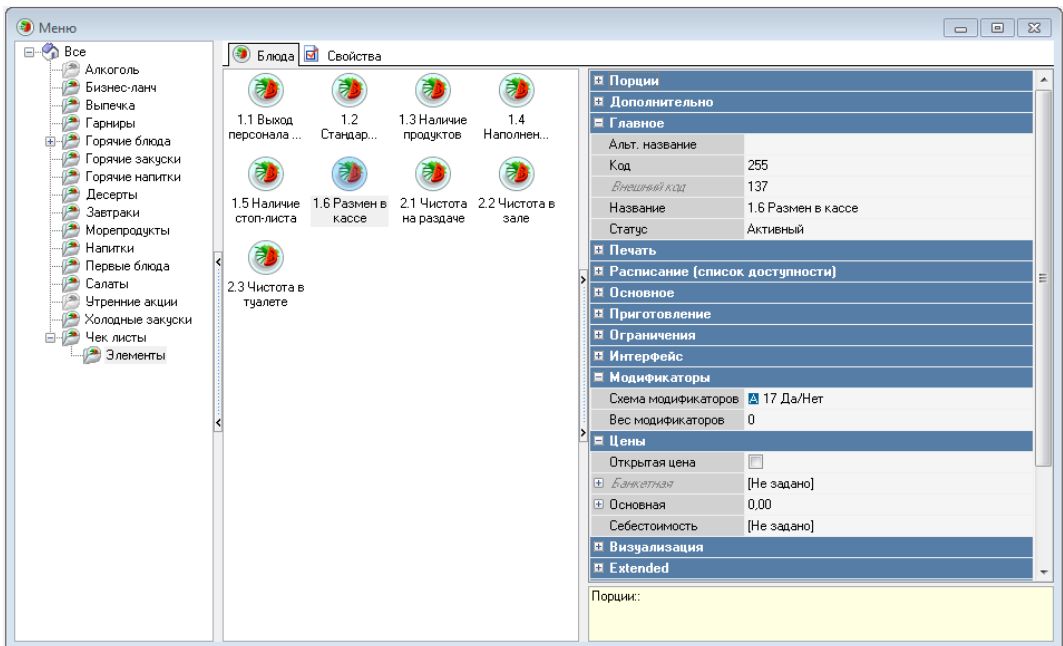 Меню
Все
Алкоголь
Бизнес-ланч
Выпечка
Гарниры
Горячие блюда
Горячие закуски
Горячие напитки
Десерты
Завтраки
Морепродукты
Напитки
Первые блюда
Салаты
Утренние акции
Холодные закуски
Чек листы
Элементы
Блюда Свойства
1.1 Выход
персонала ...
1.2
Стандар...
1.3 Наличие
продуктов
1.4
Наполнен...
1.5 Наличие
стоп-листа
1.6 Размен в
кассе
2.1 Чистота
на раздаче
2.2 Чистота в
зале
2.3 Чистота в
туалете
Порции
Дополнительно
Главное
Альт. название
Код 255
Внешний код 137
Название 1.6 Размен в кассе
Статус Активный
Печать
Расписание (список доступности)
Основное
Приготовление
Ограничения
Интерфейс
Модификаторы
Схема модификаторов A 17 Да/Нет
Вес модификаторов 0
Цены
Открытая цена
Банкетная [Не задано]
Основная 0,00
Себестоимость [Не задано]
Визуализация
Extended
Порции::